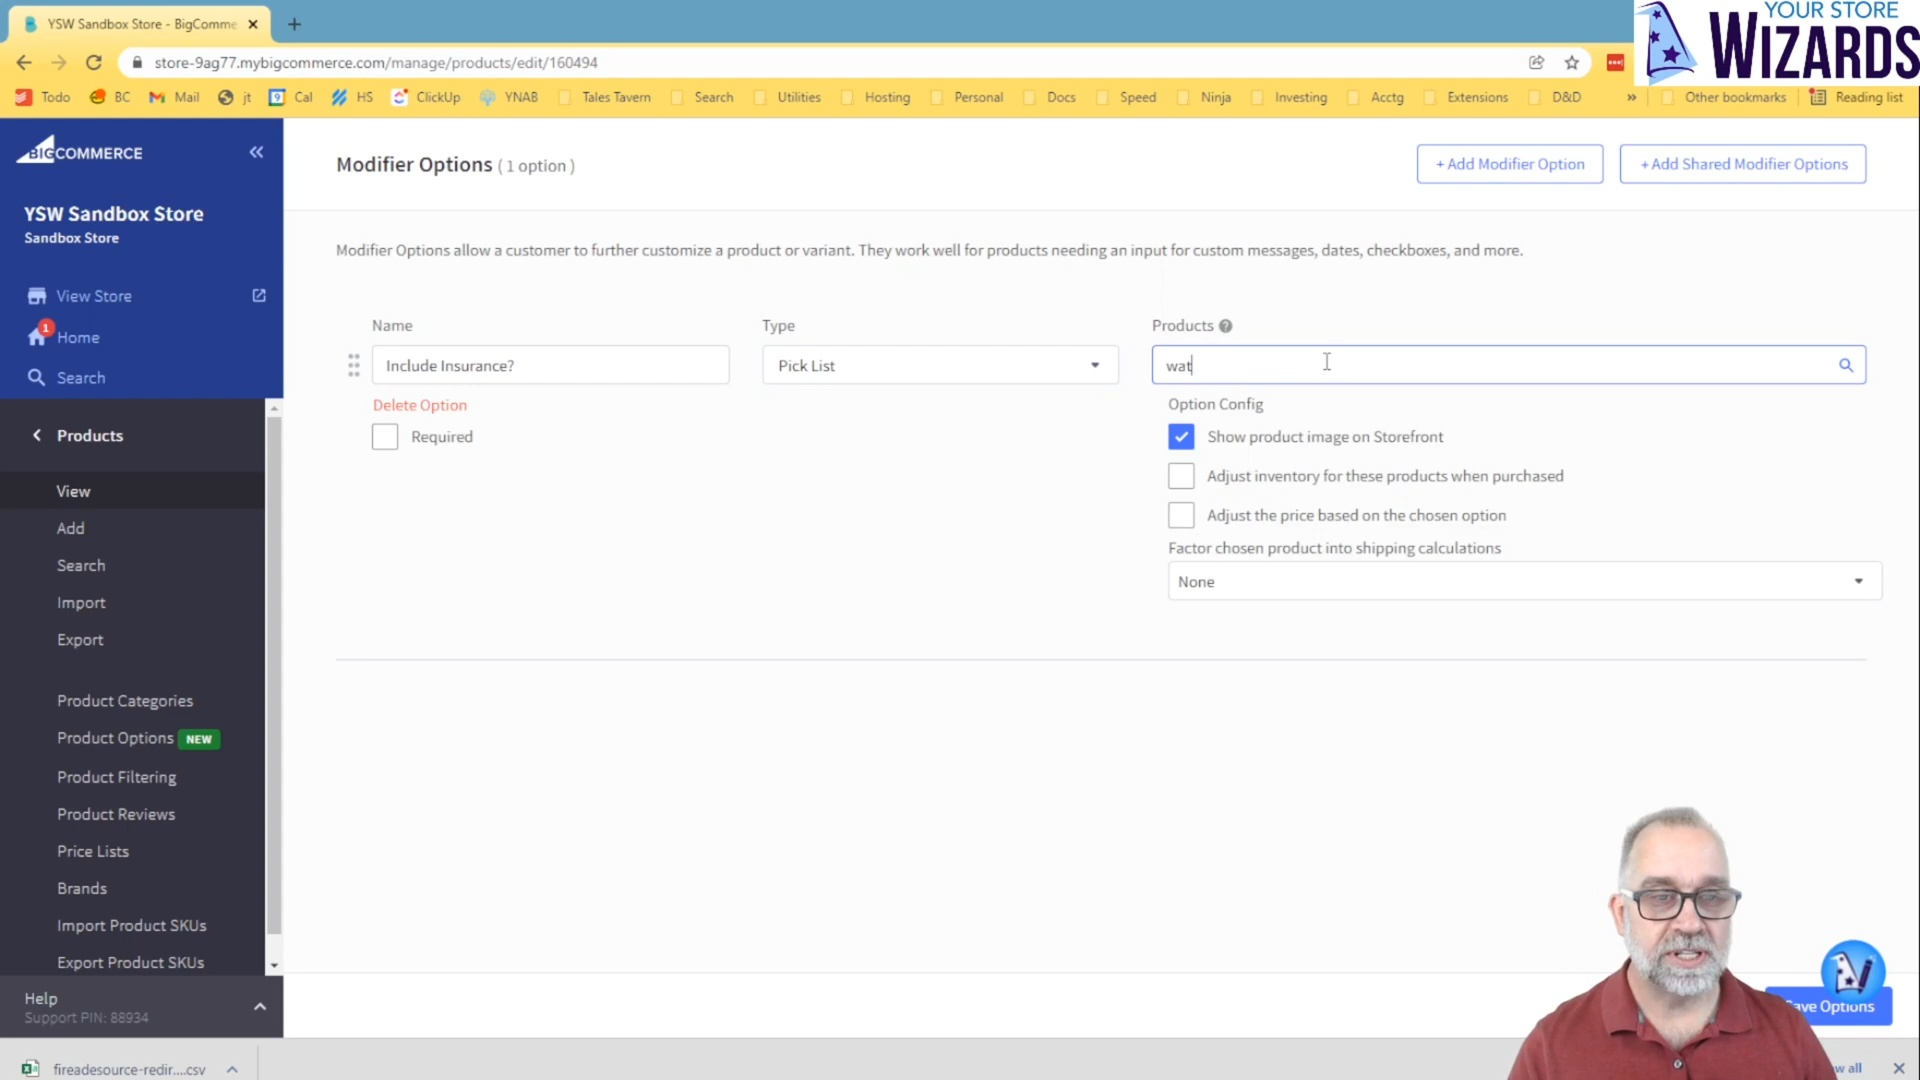 YSW Sandbox Store - BigComme
YOUR STORE
WIZARDS
store-9ag77.mybigcommerce.com/manage/products/edit/160494
Todo
BC
Mail
jt
9
Cal
HS
ClickUp
YNAB
Tales Tavern
Search
Utilities
Hosting
Personal
Docs
Speed
Ninja
Investing
Acctg
Extensions
D&D
»
Other bookmarks
Reading list
BIGCOMMERCE
YSW Sandbox Store
Sandbox Store
View Store
1
Home
Search
Products
View
Add
Search
Import
Export
Product Categories
Product Options NEW
Product Filtering
Product Reviews
Price Lists
Brands
Import Product SKUs
Export Product SKUs
Help
Support PIN: 88934
Modifier Options ( 1 option )
+ Add Modifier Option
+ Add Shared Modifier Options
Modifier Options allow a customer to further customize a product or variant. They work well for products needing an input for custom messages, dates, checkboxes, and more.
Name
Type
Products
Include Insurance?
Pick List
wat
Delete Option
Required
Option Config
Show product image on Storefront
Adjust inventory for these products when purchased
Adjust the price based on the chosen option
Factor chosen product into shipping calculations
None
ave Options
fireadesource-redir....csv
w all